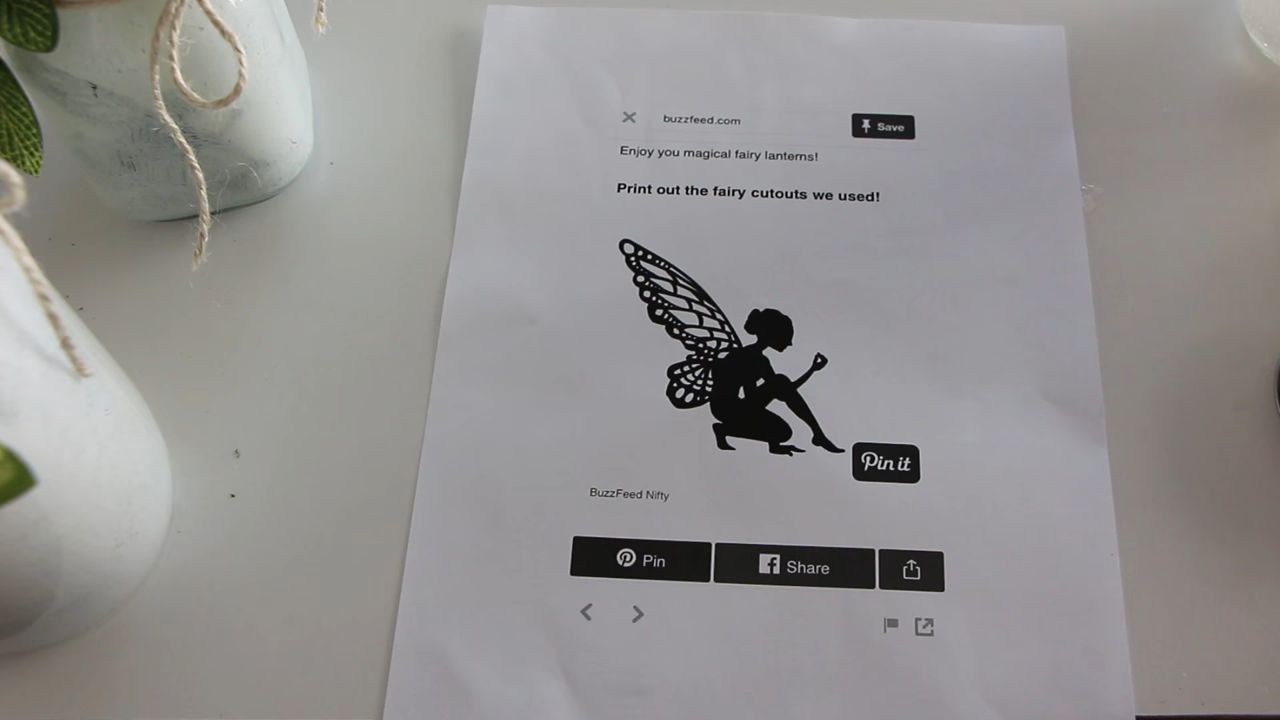 buzzfeed.com
Save
Enjoy you magical fairy lanterns!
Print out the fairy cutouts we used!
Pin it
BuzzFeed Nifty
Pin
Share